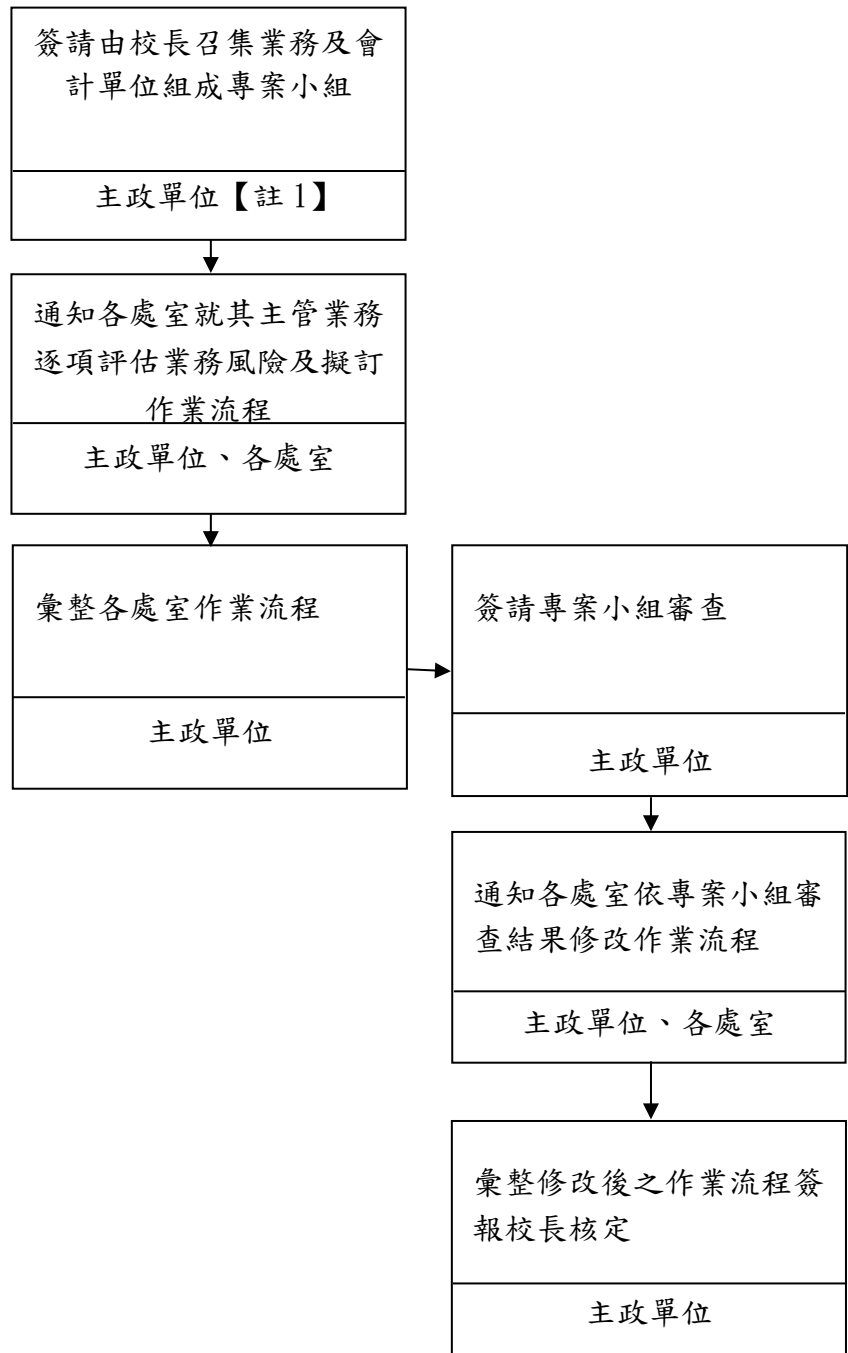 簽請由校長召集業務及會
計單位組成專案小組
主政單位【註1】
通知各處室就其主管業務
逐項評估業務風險及擬訂
作業流程
主政單位、各處室
彙整各處室作業流程
主政單位
簽請專案小組審查
主政單位
通知各處室依專案小組審
查結果修改作業流程
主政單位、各處室
彙整修改後之作業流程簽
報校長核定
主政單位